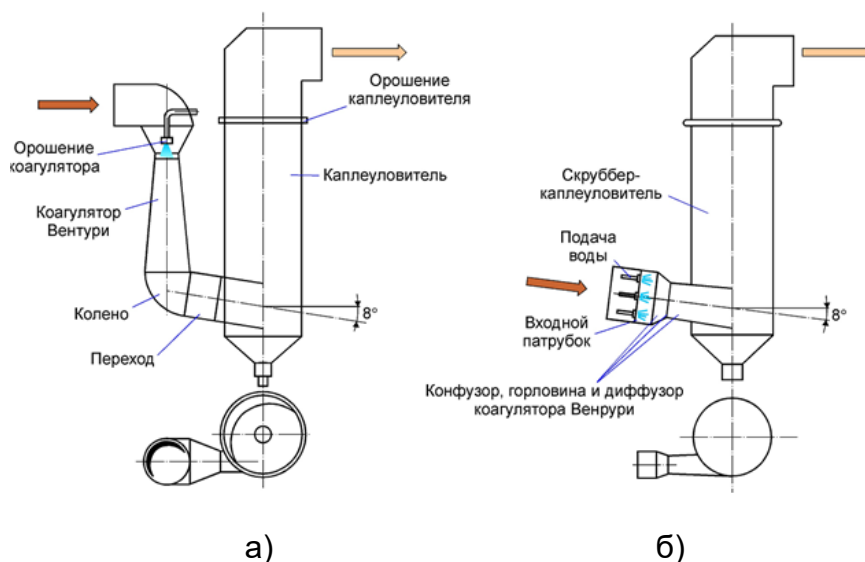 Орошение
каплеуловителя
Орошение
коагулятора
Каплеуловитель
Коагулятор
Вентури
Колено
8°
Переход
Скруббер-
каплеуловитель
Подача
воды
Входной
патрубок
8°
Конфузор, горловина и диффузор
коагулятора Венрури
а)
б)